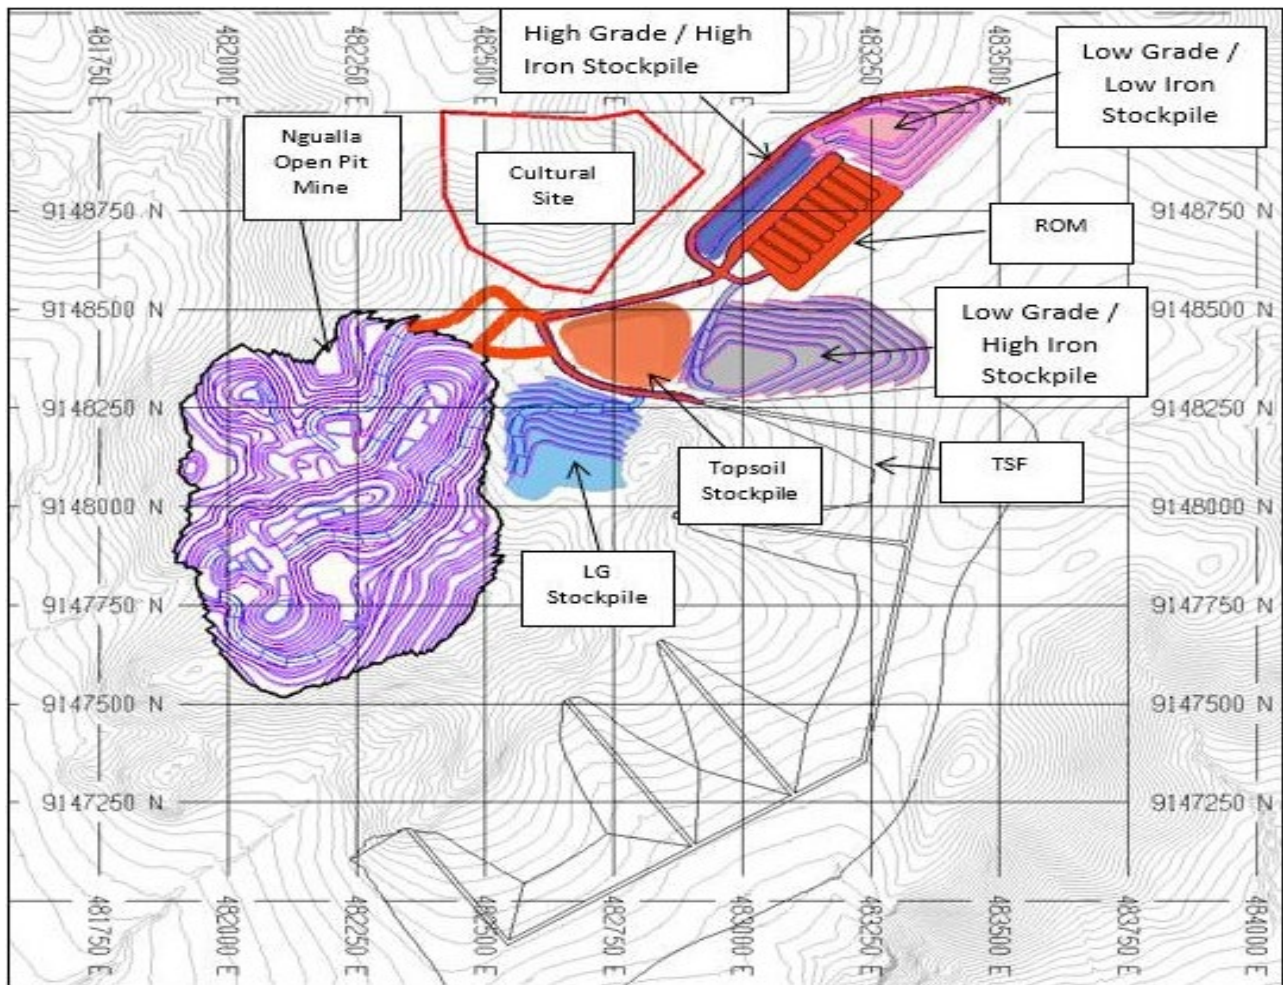 481750 E
482000 E
482250 E
482500 E
483250 E
483500 E
High Grade / High
Iron Stockpile
Low Grade /
Low Iron
Stockpile
Ngualla
Open Pit
Mine
Cultural
Site
9148750 N
9148750 N
ROM
9148500 N
9148500 N
Low Grade /
High Iron
Stockpile
9148250 N
9148250 N
Topsoil
Stockpile
TSF
9148000 N
9148000 N
LG
Stockpile
9147750 N
9147750 N
9147500 N
9147500 N
9147250 N
9147250 N
481750 E
482000 E
482250 E
482500 E
482750 E
483000 E
483250 E
483500 E
483750 E
484000 E